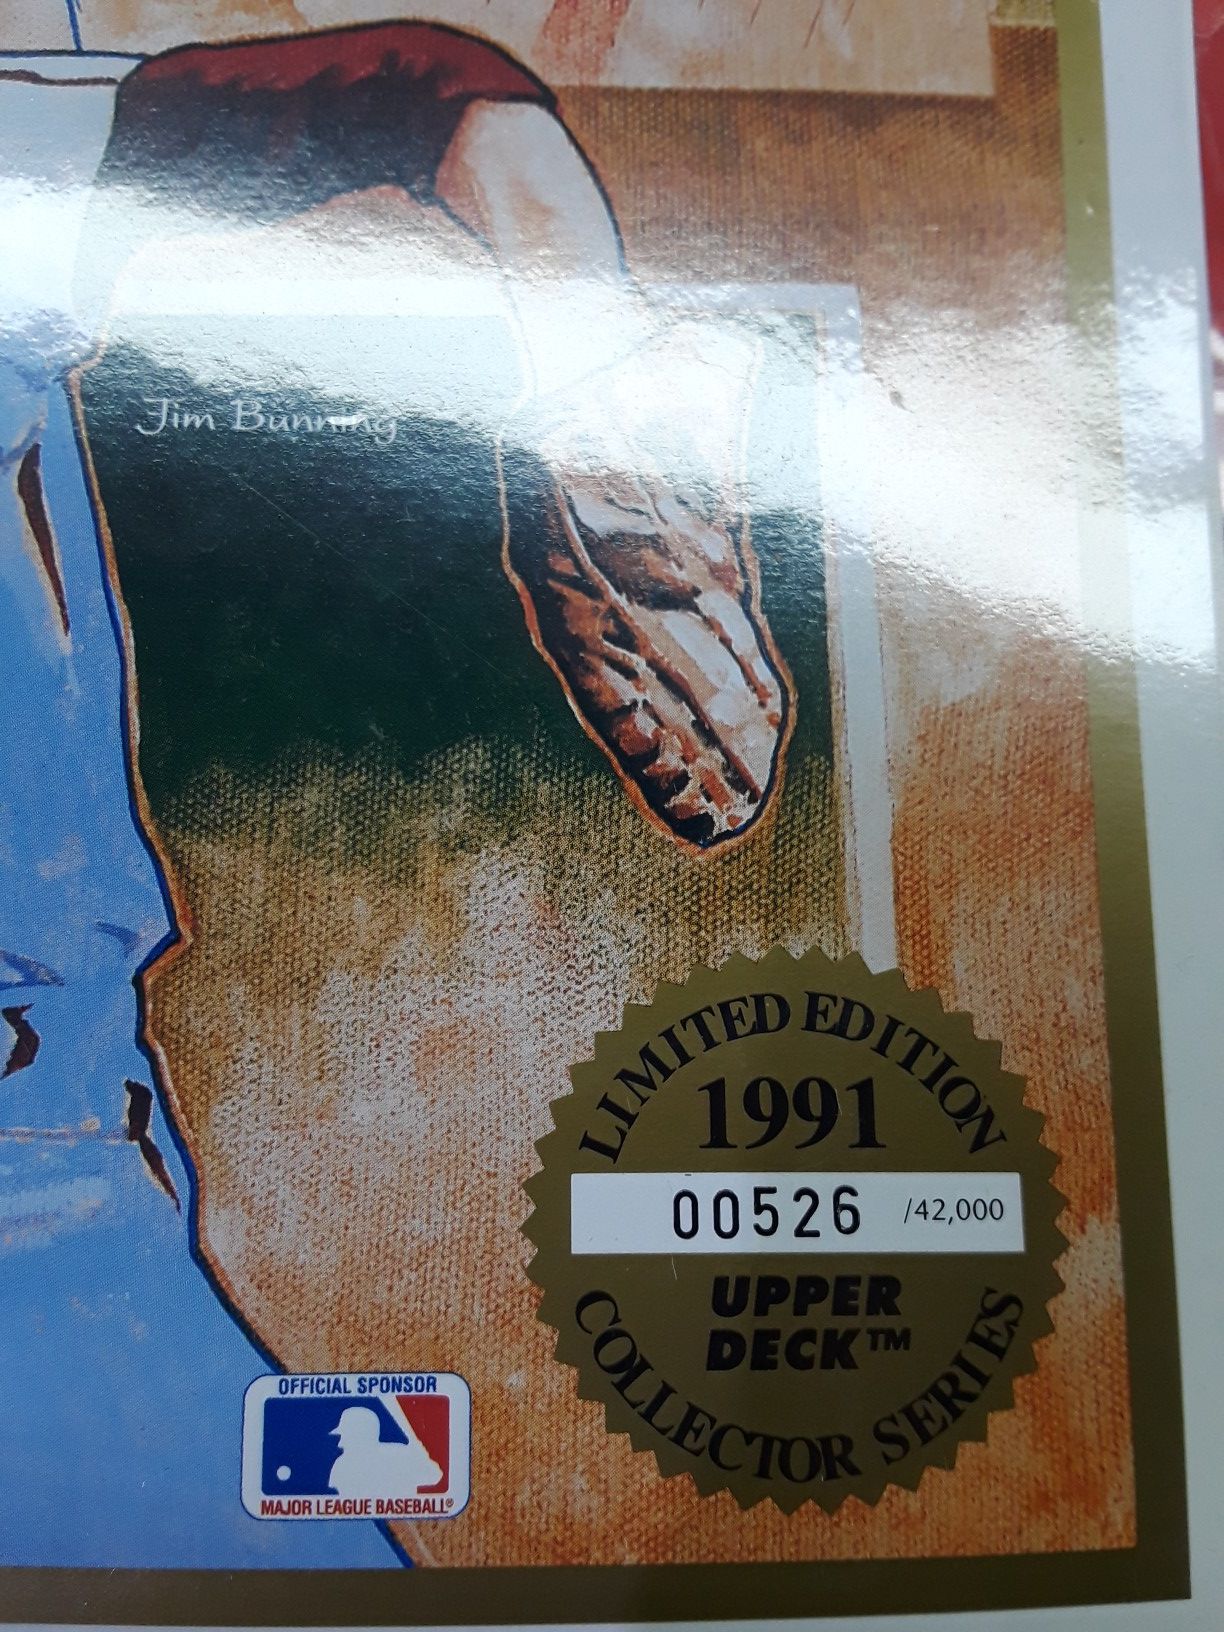 Jim Bunning
LIMITED EDITION
1991
00526 /42,000
UPPER
DECK™
COLLECTOR SERIES
OFFICIAL SPONSOR
MAJOR LEAGUE BASEBALL®